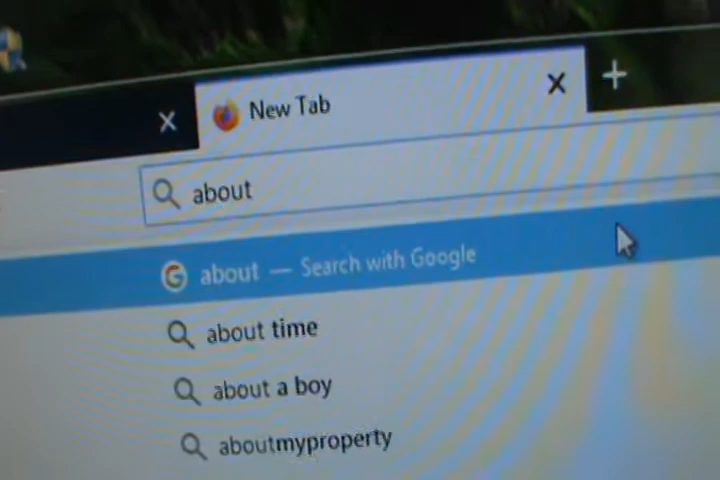 New Tab
about
about — Search with Google
about time
about a boy
aboutmyproperty